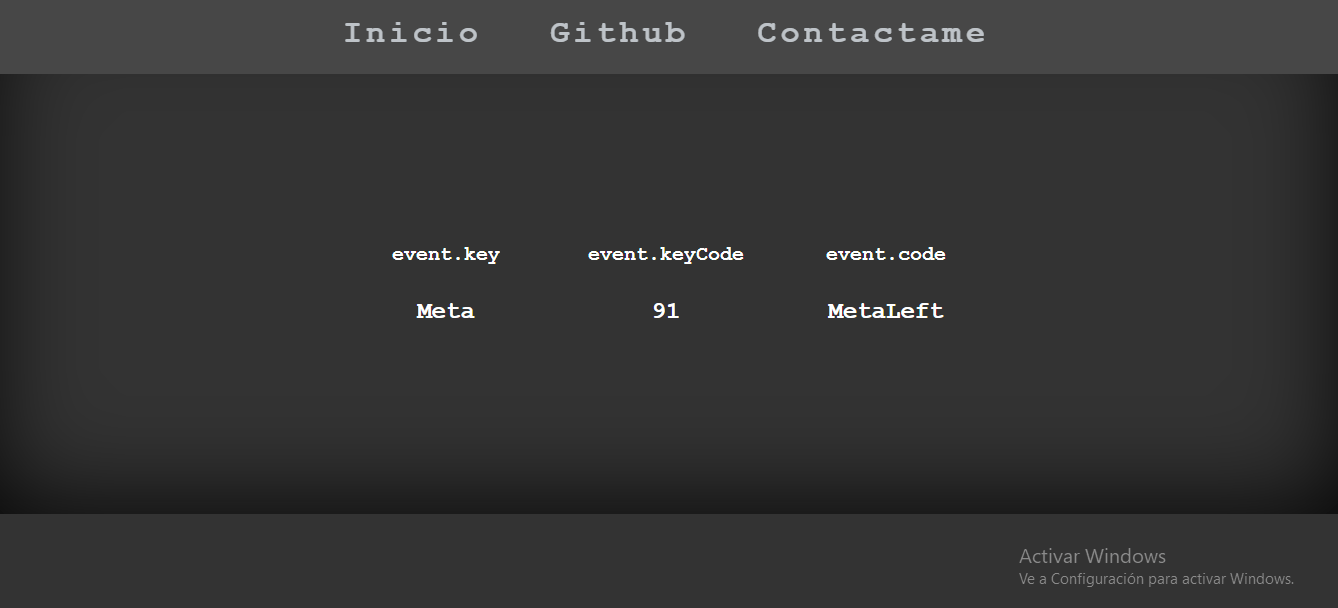 Inicio Github Contactame
event.key event.keyCode event.code
Meta 91 MetaLeft
Activar Windows
Ve a Configuración para activar Windows.